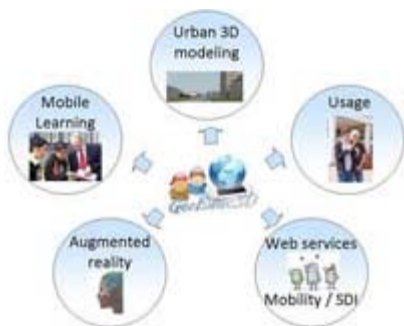 Urban 3D
modeling
Mobile
Learning
Usage
Augmented
reality
Web services
Mobility / SDI